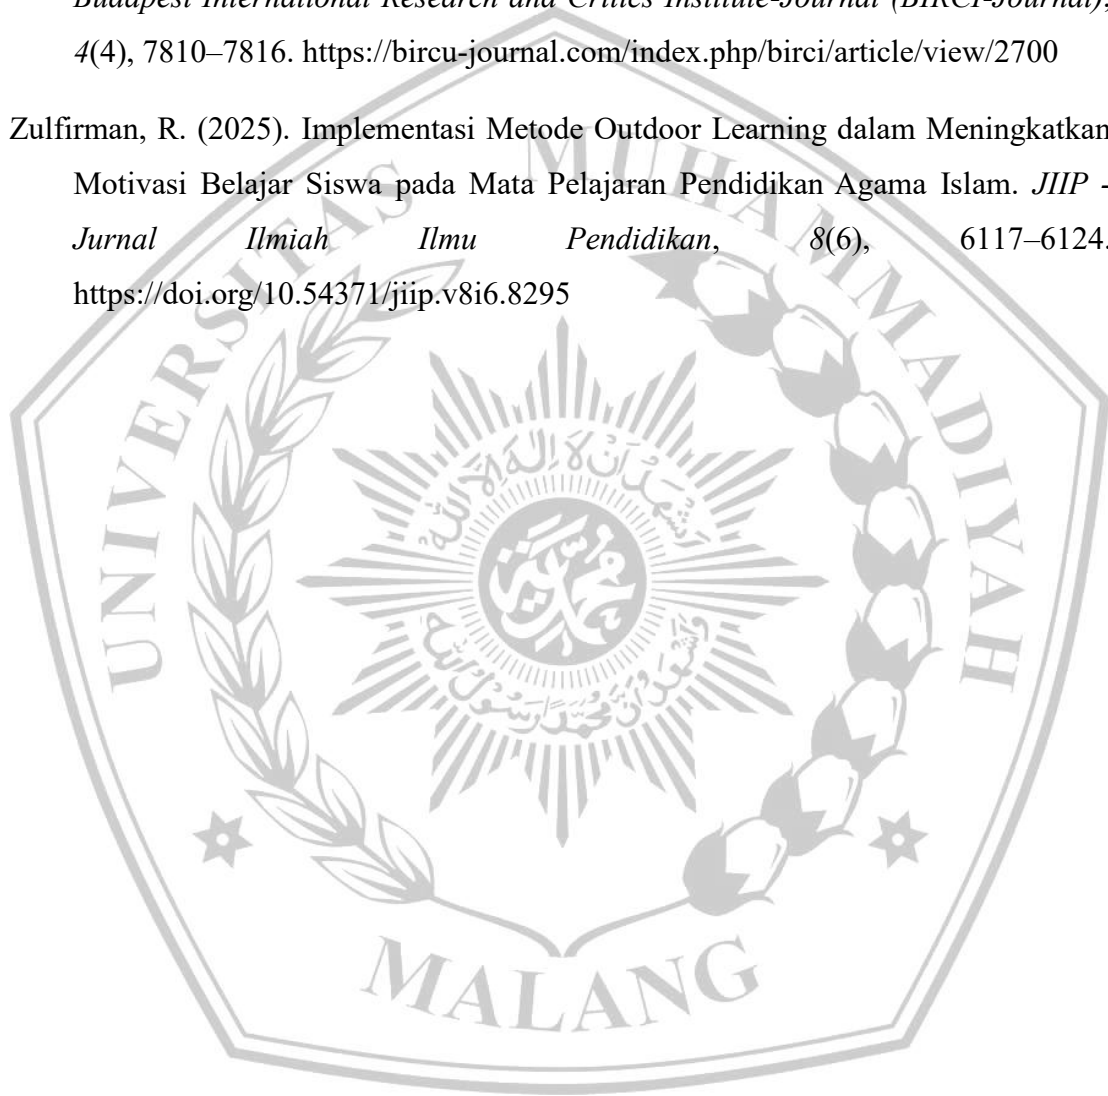 Budapest International Research and Critics Institute-Journal (BIRCI-Journal),
4(4), 7810–7816. https://bircu-journal.com/index.php/birci/article/view/2700
Zulfirman, R. (2025). Implementasi Metode Outdoor Learning dalam Meningkatkan
Motivasi Belajar Siswa pada Mata Pelajaran Pendidikan Agama Islam. JIIP -
Jurnal Ilmiah Ilmu Pendidikan, 8(6), 6117–6124.
https://doi.org/10.54371/jiip.v8i6.8295
UNIVERSITAS MUHAMMADIYAH
MALANG